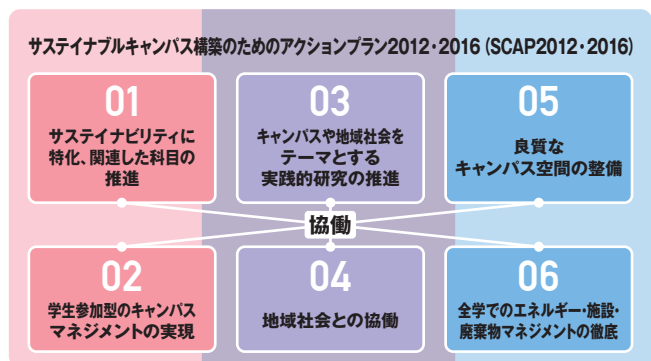 サステイナブルキャンパス構築のためのアクションプラン2012・2016 (SCAP2012・2016)
01
サステイナビリティに
特化、関連した科目の
推進
03
キャンパスや地域社会を
テーマとする
実践的研究の推進
05
良質な
キャンパス空間の整備
協働
02
学生参加型のキャンパス
マネジメントの実現
04
地域社会との協働
06
全学でのエネルギー・施設・
廃棄物マネジメントの徹底